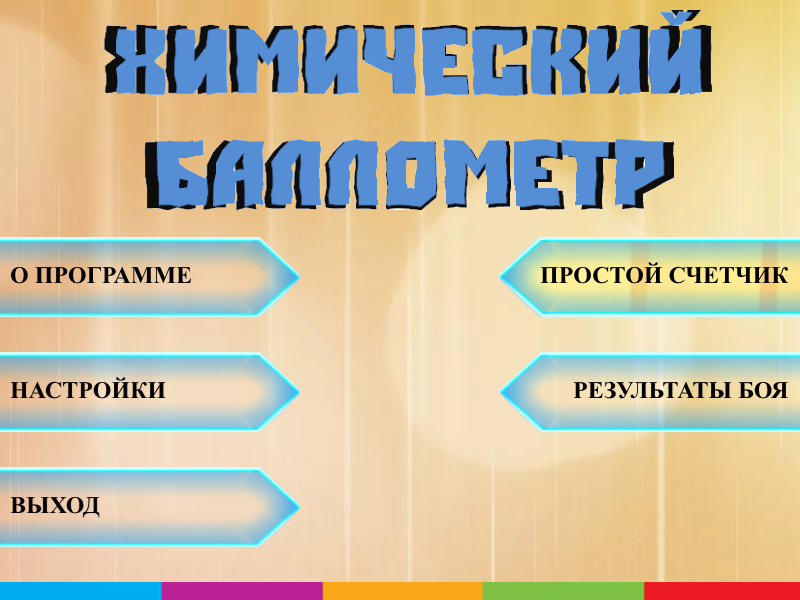 ХИМИЧЕСКИЙ
БАЛЛОМЕТР
О ПРОГРАММЕ
ПРОСТОЙ СЧЕТЧИК
НАСТРОЙКИ
РЕЗУЛЬТАТЫ БОЯ
ВЫХОД